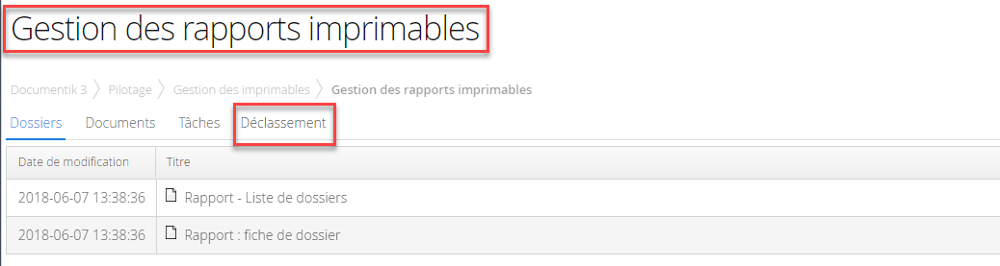 Gestion des rapports imprimables
Documentik 3 Pilotage Gestion des imprimables Gestion des rapports imprimables
Dossiers Documents Tâches Déclassement
Date de modification Titre
2018-06-07 13:38:36 Rapport - Liste de dossiers
2018-06-07 13:38:36 Rapport : fiche de dossier